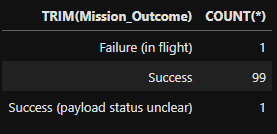 TRIM(Mission_Outcome) COUNT(*)
Failure (in flight) 1
Success 99
Success (payload status unclear) 1